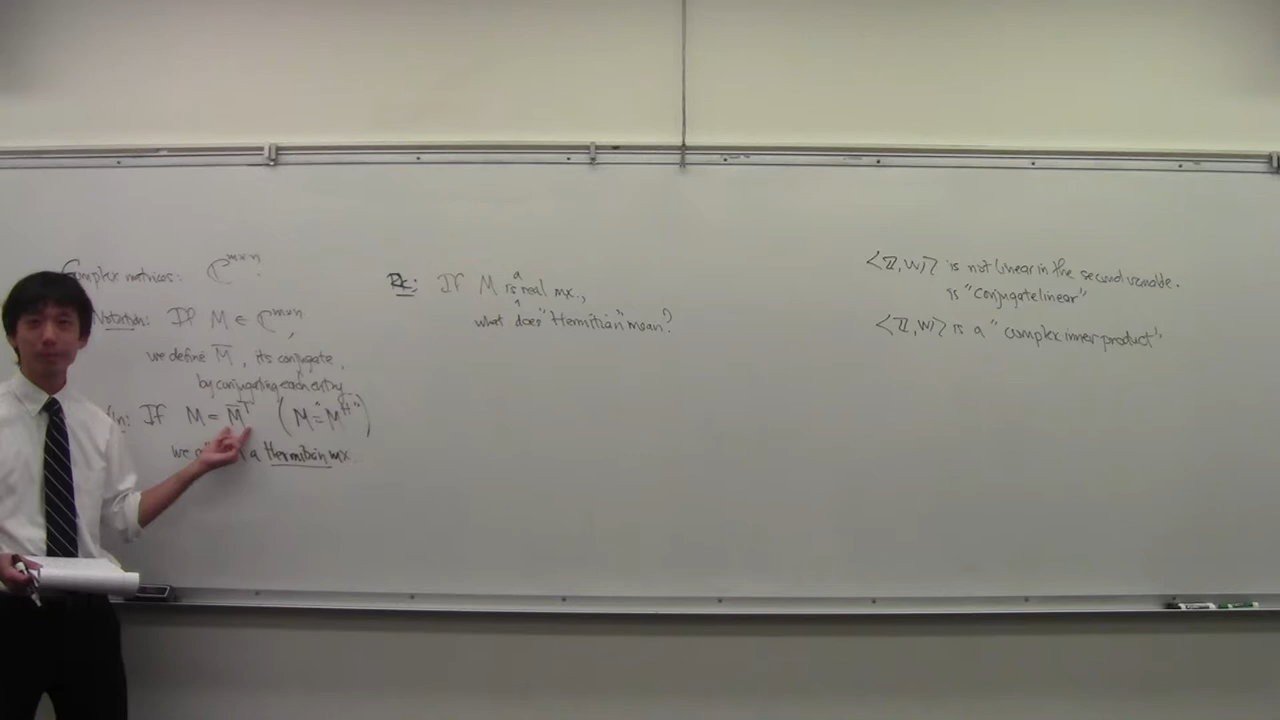 Complex matrices: ℂ^{m×n}
Notation: If M ∈ ℂ^{m×n},
we define M̄, its conjugate,
by conjugating each entry
If M = M̄ᵀ ("M = Mᴴ")
we a Hermitian mx.
Ex: If M is a real mx.,
what does "Hermitian" mean?
⟨z, w⟩ is not linear in the second variable.
is "conjugate linear"
⟨z, w⟩ is a "complex inner product"